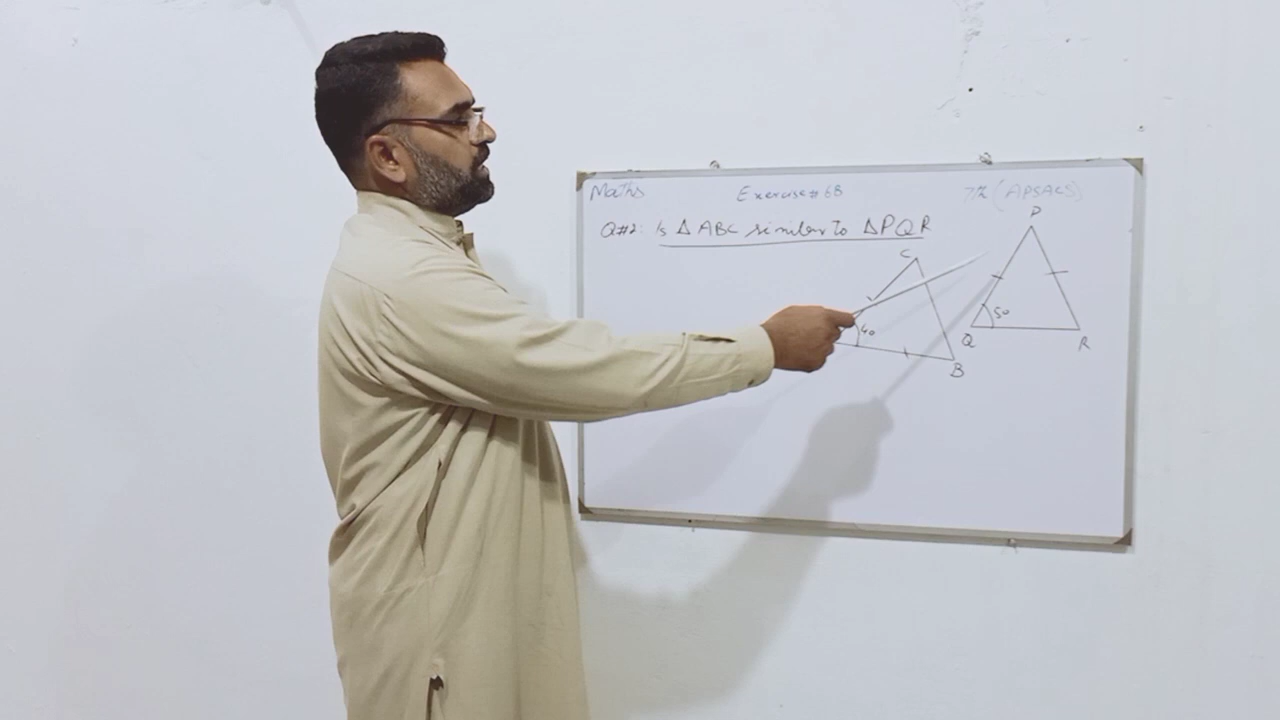 Maths Exercise # 6B 7th (APSACS)
Q#2: Is △ABC similar to △PQR
P
C
40
50
Q
R
B